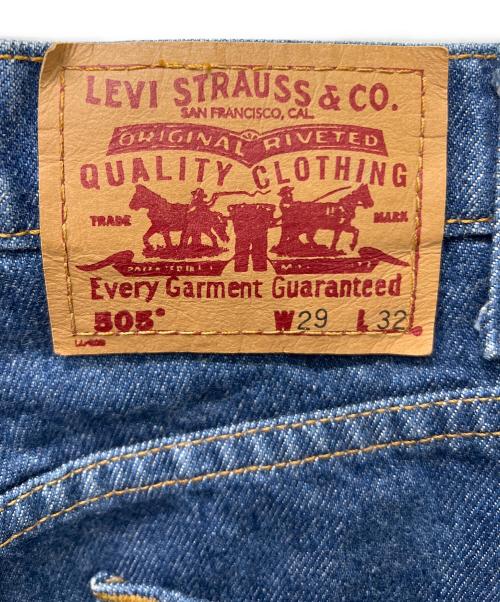 LEVI STRAUSS & CO.
SAN FRANCISCO, CAL.
ORIGINAL RIVETED
QUALITY CLOTHING
TRADE MARK
Every Garment Guaranteed
505® W29 L32